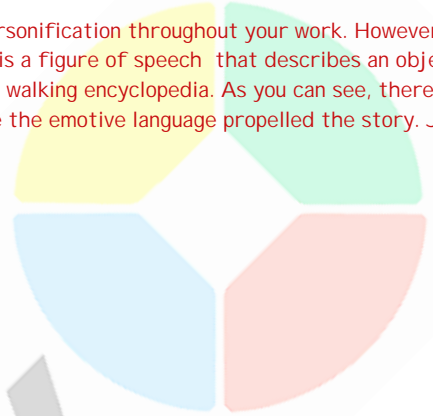 rsonification throughout your work. However
is a figure of speech that describes an obje
walking encyclopedia. As you can see, there
e the emotive language propelled the story. J